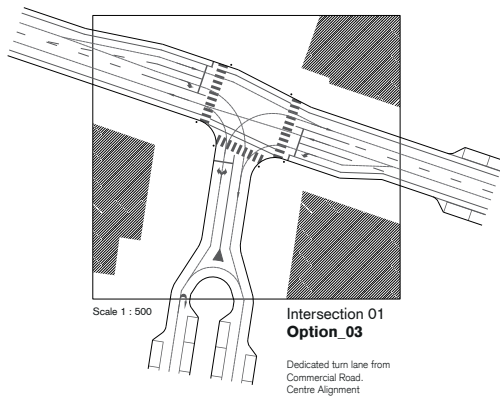 Scale 1 : 500
Intersection 01
Option_03
Dedicated turn lane from
Commercial Road.
Centre Alignment